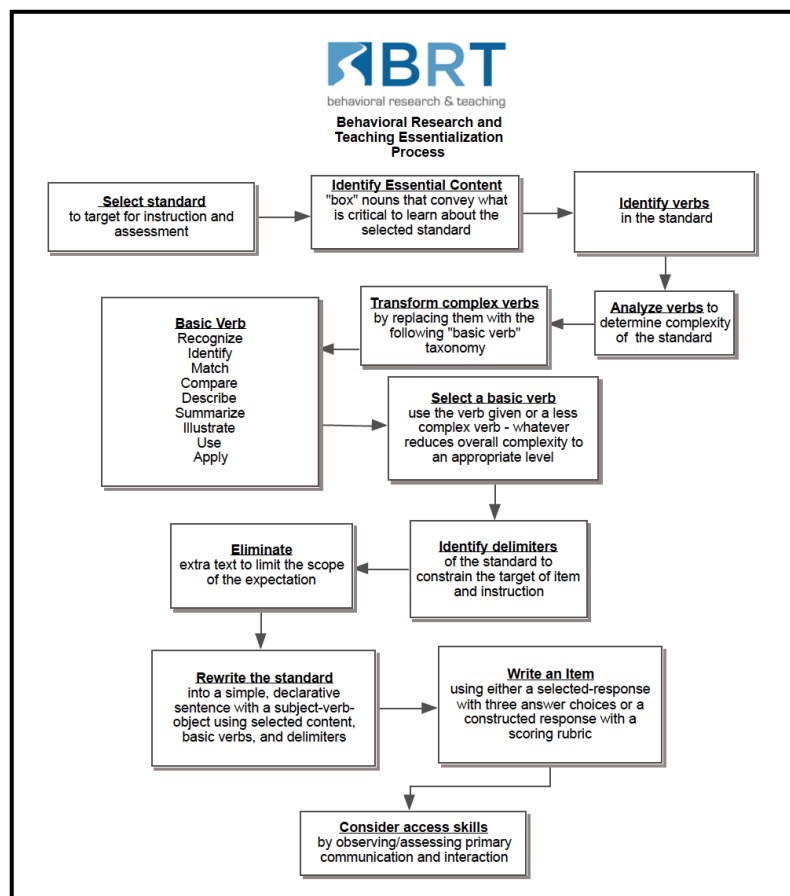 BRT
behavioral research & teaching
Behavioral Research and
Teaching Essentialization
Process
Select standard
to target for instruction and
assessment
Identify Essential Content
"box" nouns that convey what
is critical to learn about the
selected standard
Identify verbs
in the standard
Analyze verbs to
determine complexity
of the standard
Transform complex verbs
by replacing them with the
following "basic verb"
taxonomy
Basic Verb
Recognize
Identify
Match
Compare
Describe
Summarize
Illustrate
Use
Apply
Select a basic verb
use the verb given or a less
complex verb - whatever
reduces overall complexity to
an appropriate level
Identify delimiters
of the standard to
constrain the target of item
and instruction
Eliminate
extra text to limit the scope
of the expectation
Rewrite the standard
into a simple, declarative
sentence with a subject-verb-
object using selected content,
basic verbs, and delimiters
Write an Item
using either a selected-response
with three answer choices or a
constructed response with a
scoring rubric
Consider access skills
by observing/assessing primary
communication and interaction